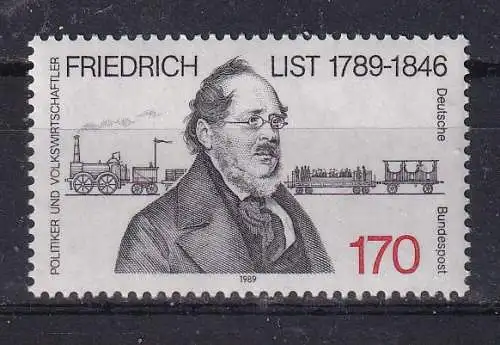 FRIEDRICH LIST 1789-1846
POLITIKER UND VOLKSWIRTSCHAFTLER
Deutsche Bundespost
170
1989